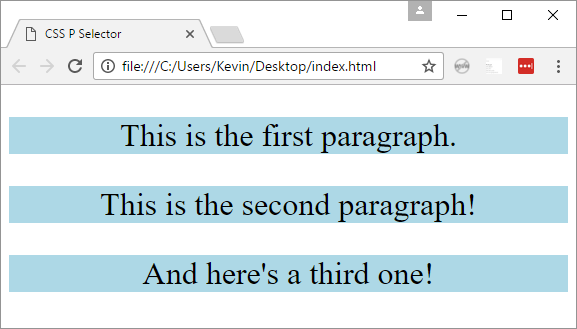 CSS P Selector
file:///C:/Users/Kevin/Desktop/index.html
This is the first paragraph.
This is the second paragraph!
And here's a third one!